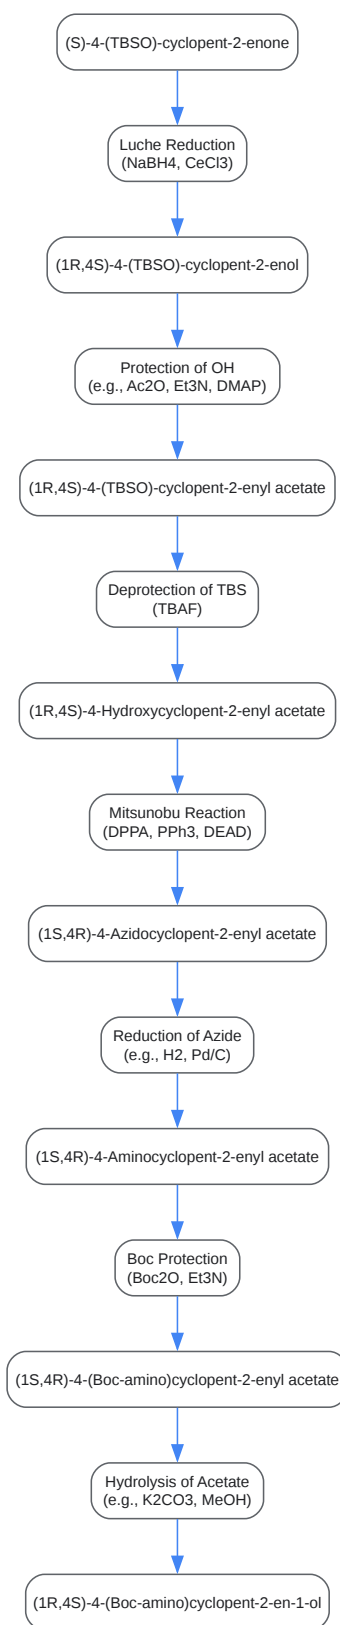 (S)-4-(TBSO)-cyclopent-2-enone
Luche Reduction
(NaBH4, CeCl3)
(1R,4S)-4-(TBSO)-cyclopent-2-enol
Protection of OH
(e.g., Ac2O, Et3N, DMAP)
(1R,4S)-4-(TBSO)-cyclopent-2-enyl acetate
Deprotection of TBS
(TBAF)
(1R,4S)-4-Hydroxycyclopent-2-enyl acetate
Mitsunobu Reaction
(DPPA, PPh3, DEAD)
(1S,4R)-4-Azidocyclopent-2-enyl acetate
Reduction of Azide
(e.g., H2, Pd/C)
(1S,4R)-4-Aminocyclopent-2-enyl acetate
Boc Protection
(Boc2O, Et3N)
(1S,4R)-4-(Boc-amino)cyclopent-2-enyl acetate
Hydrolysis of Acetate
(e.g., K2CO3, MeOH)
(1R,4S)-4-(Boc-amino)cyclopent-2-en-1-ol